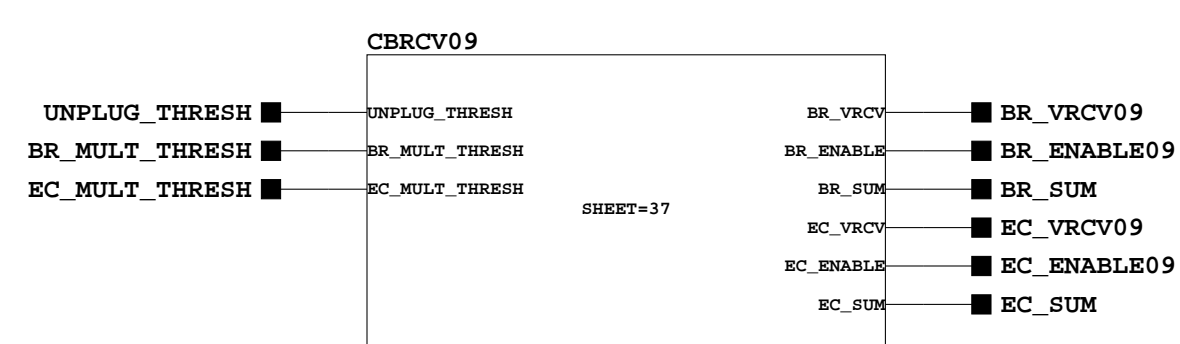 CBRCV09
UNPLUG_THRESH UNPLUG_THRESH BR_VRCV BR_VRCV09
BR_MULT_THRESH BR_MULT_THRESH BR_ENABLE BR_ENABLE09
EC_MULT_THRESH EC_MULT_THRESH BR_SUM BR_SUM
SHEET=37
EC_VRCV EC_VRCV09
EC_ENABLE EC_ENABLE09
EC_SUM EC_SUM